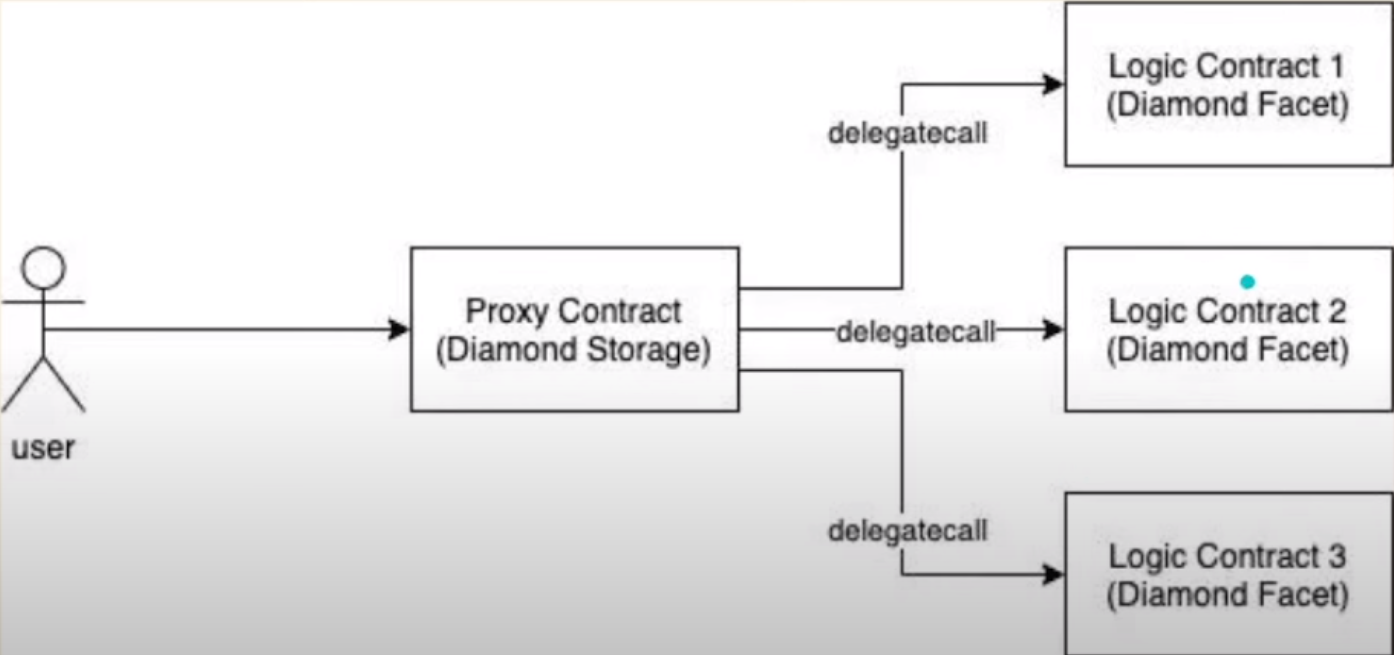 Logic Contract 1
(Diamond Facet)
delegatecall
Proxy Contract
(Diamond Storage)
delegatecall
Logic Contract 2
(Diamond Facet)
user
delegatecall
Logic Contract 3
(Diamond Facet)